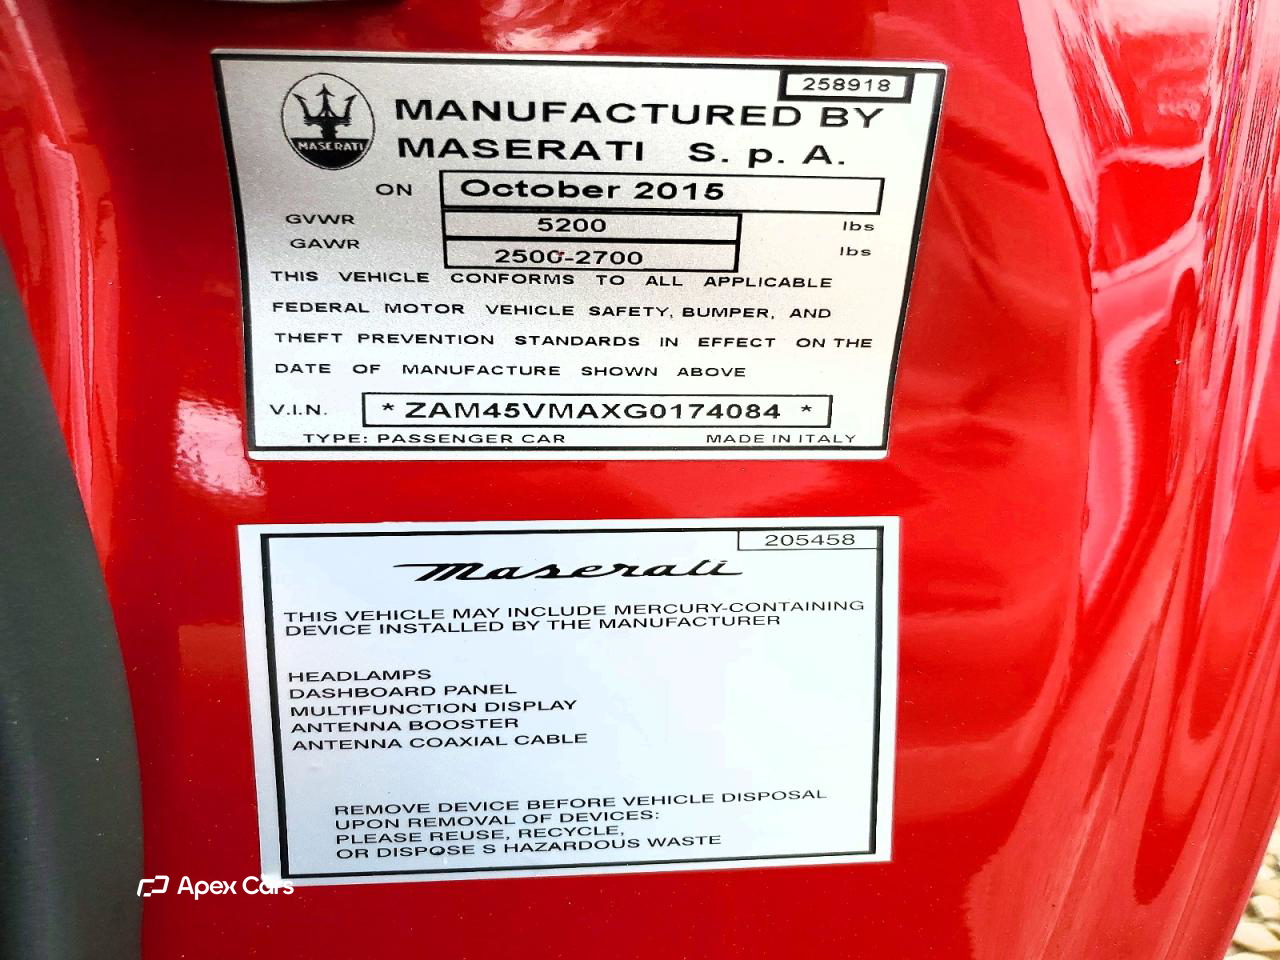 258918
MASERATI
MANUFACTURED BY
MASERATI S. p. A.
ON October 2015
GVWR 5200 lbs
GAWR 2500-2700 lbs
THIS VEHICLE CONFORMS TO ALL APPLICABLE
FEDERAL MOTOR VEHICLE SAFETY, BUMPER, AND
THEFT PREVENTION STANDARDS IN EFFECT ON THE
DATE OF MANUFACTURE SHOWN ABOVE
V.I.N. * ZAM45VMAXG0174084 *
TYPE: PASSENGER CAR MADE IN ITALY
205458
Maserati
THIS VEHICLE MAY INCLUDE MERCURY-CONTAINING
DEVICE INSTALLED BY THE MANUFACTURER
HEADLAMPS
DASHBOARD PANEL
MULTIFUNCTION DISPLAY
ANTENNA BOOSTER
ANTENNA COAXIAL CABLE
REMOVE DEVICE BEFORE VEHICLE DISPOSAL
UPON REMOVAL OF DEVICES:
PLEASE REUSE, RECYCLE,
OR DISPOSE S HAZARDOUS WASTE
Apex Cars